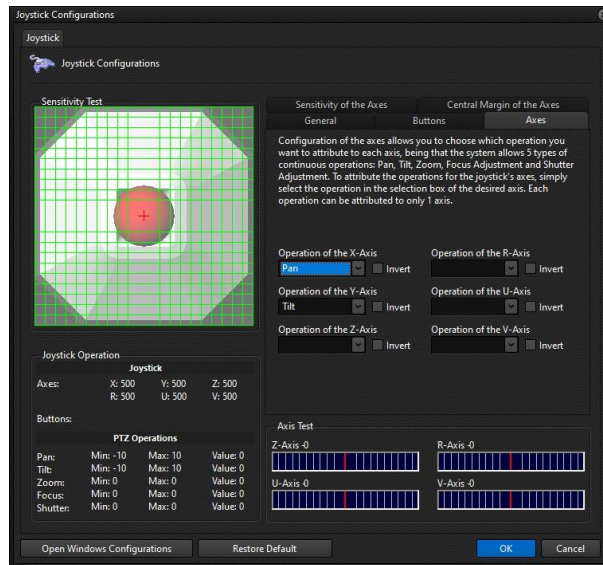 Joystick Configurations
Joystick
Joystick Configurations
Sensitivity Test
Sensitivity of the Axes
Central Margin of the Axes
General
Buttons
Axes
Configuration of the axes allows you to choose which operation you
want to attribute to each axis, being that the system allows 5 types of
continuous operations: Pan, Tilt, Zoom, Focus Adjustment and Shutter
Adjustment. To attribute the operations for the joystick's axes, simply
select the operation in the selection box of the desired axis. Each
operation can be attributed to only 1 axis.
Operation of the X-Axis
Operation of the R-Axis
Pan Invert
Invert
Operation of the Y-Axis
Operation of the U-Axis
Tilt Invert
Invert
Operation of the Z-Axis
Operation of the V-Axis
Invert
Invert
Joystick Operation
Joystick
Axes: X: 500 Y: 500 Z: 500
R: 500 U: 500 V: 500
Buttons:
PTZ Operations
Pan: Min: -10 Max: 10 Value: 0
Tilt: Min: -10 Max: 10 Value: 0
Zoom: Min: 0 Max: 0 Value: 0
Focus: Min: 0 Max: 0 Value: 0
Shutter: Min: 0 Max: 0 Value: 0
Axis Test
Z-Axis -0
R-Axis -0
U-Axis -0
V-Axis -0
Open Windows Configurations
Restore Default
OK
Cancel